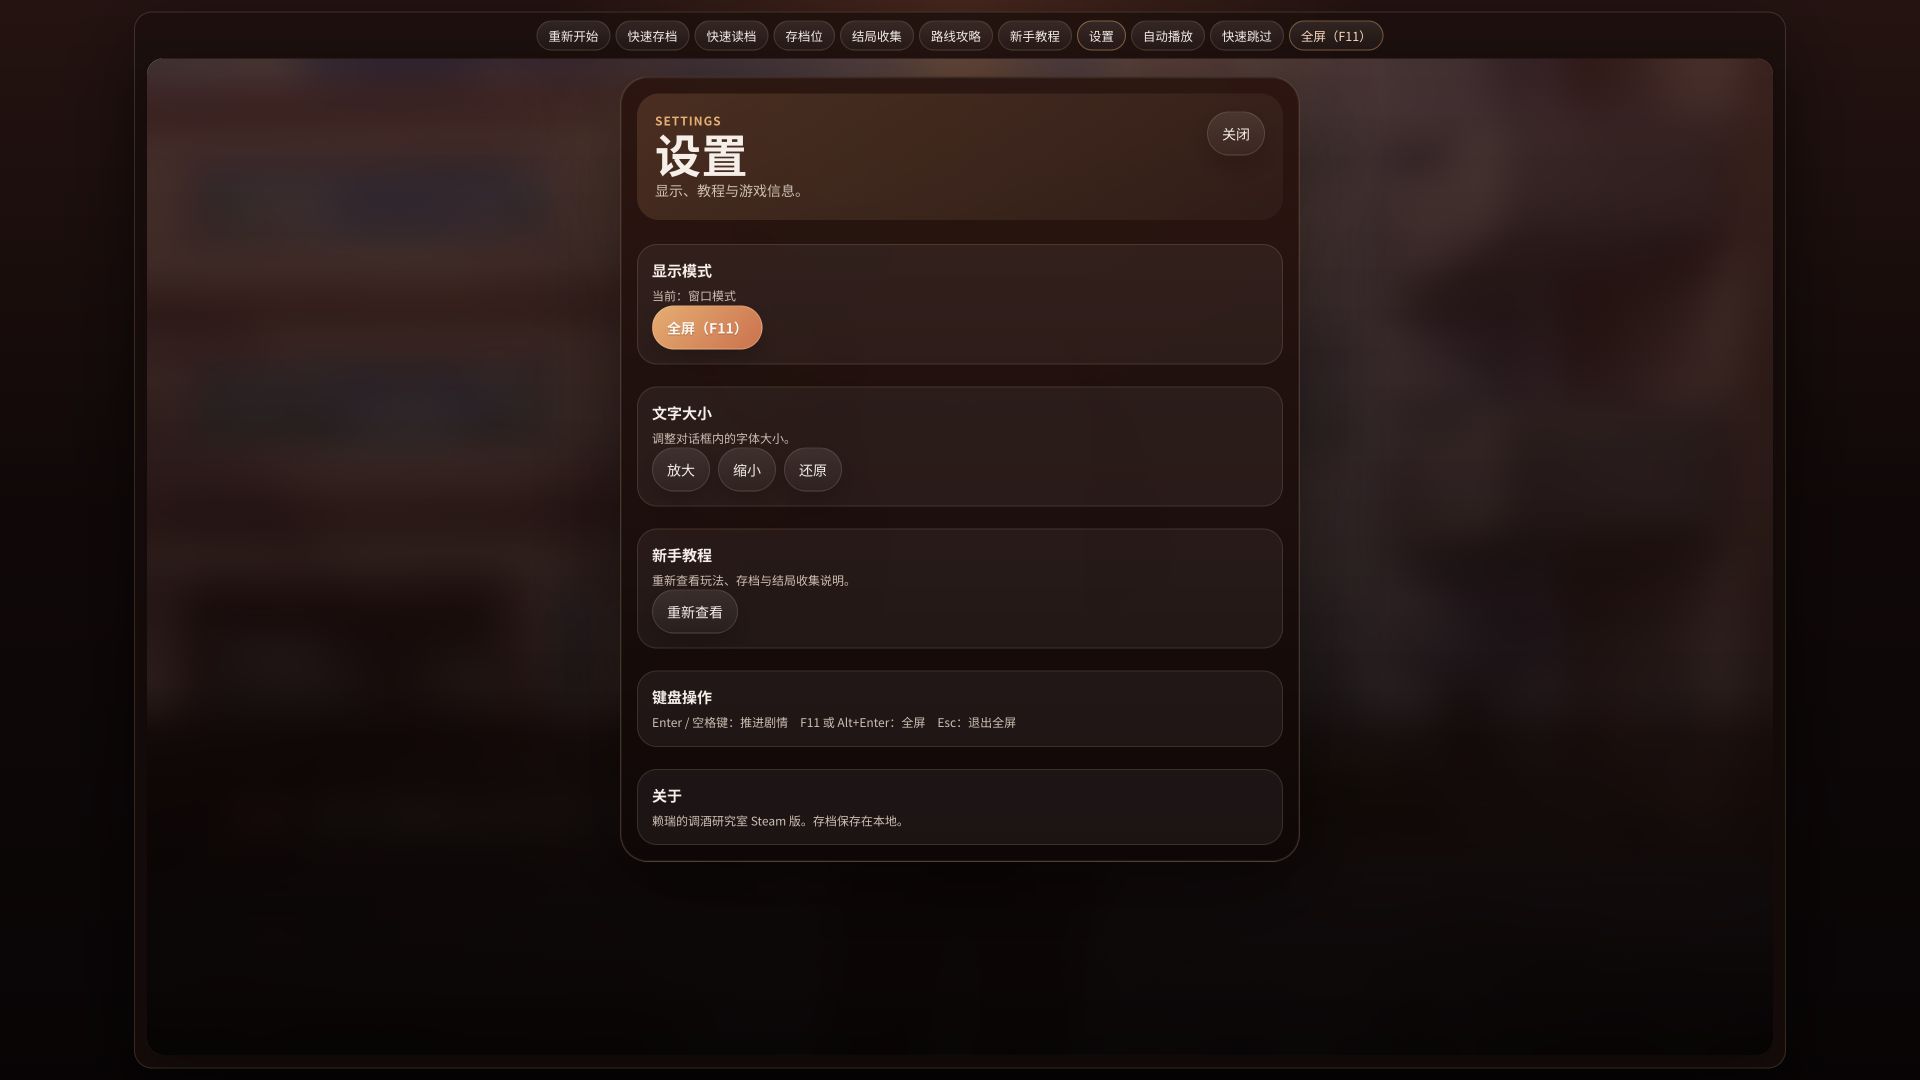 重新开始 快速存档 快速读档 存档位 结局收集 路线攻略 新手教程 设置 自动播放 快速跳过 全屏（F11）
SETTINGS
设置
显示、教程与游戏信息。
关闭
显示模式
当前：窗口模式
全屏（F11）
文字大小
调整对话框内的字体大小。
放大 缩小 还原
新手教程
重新查看玩法、存档与结局收集说明。
重新查看
键盘操作
Enter / 空格键：推进剧情 F11 或 Alt+Enter：全屏 Esc：退出全屏
关于
赖瑞的调酒研究室 Steam 版。存档保存在本地。